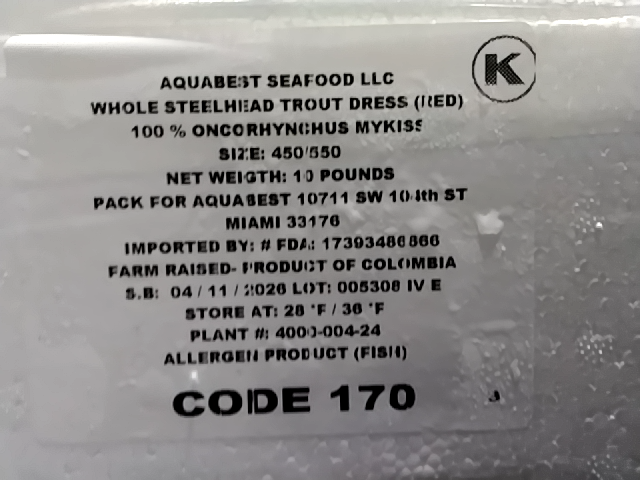 K
AQUABEST SEAFOOD LLC
WHOLE STEELHEAD TROUT DRESS (RED)
100 % ONCORHYNCHUS MYKISS
SIZE: 450/550
NET WEIGTH: 10 POUNDS
PACK FOR AQUABEST 10711 SW 104th ST
MIAMI 33176
IMPORTED BY: # FDA: 17393486866
FARM RAISED- PRODUCT OF COLOMBIA
S.B: 04 / 11 / 2026 LOT: 005308 IV E
STORE AT: 28 °F / 36 °F
PLANT #: 4000-004-24
ALLERGEN PRODUCT (FISH)
CODE 170